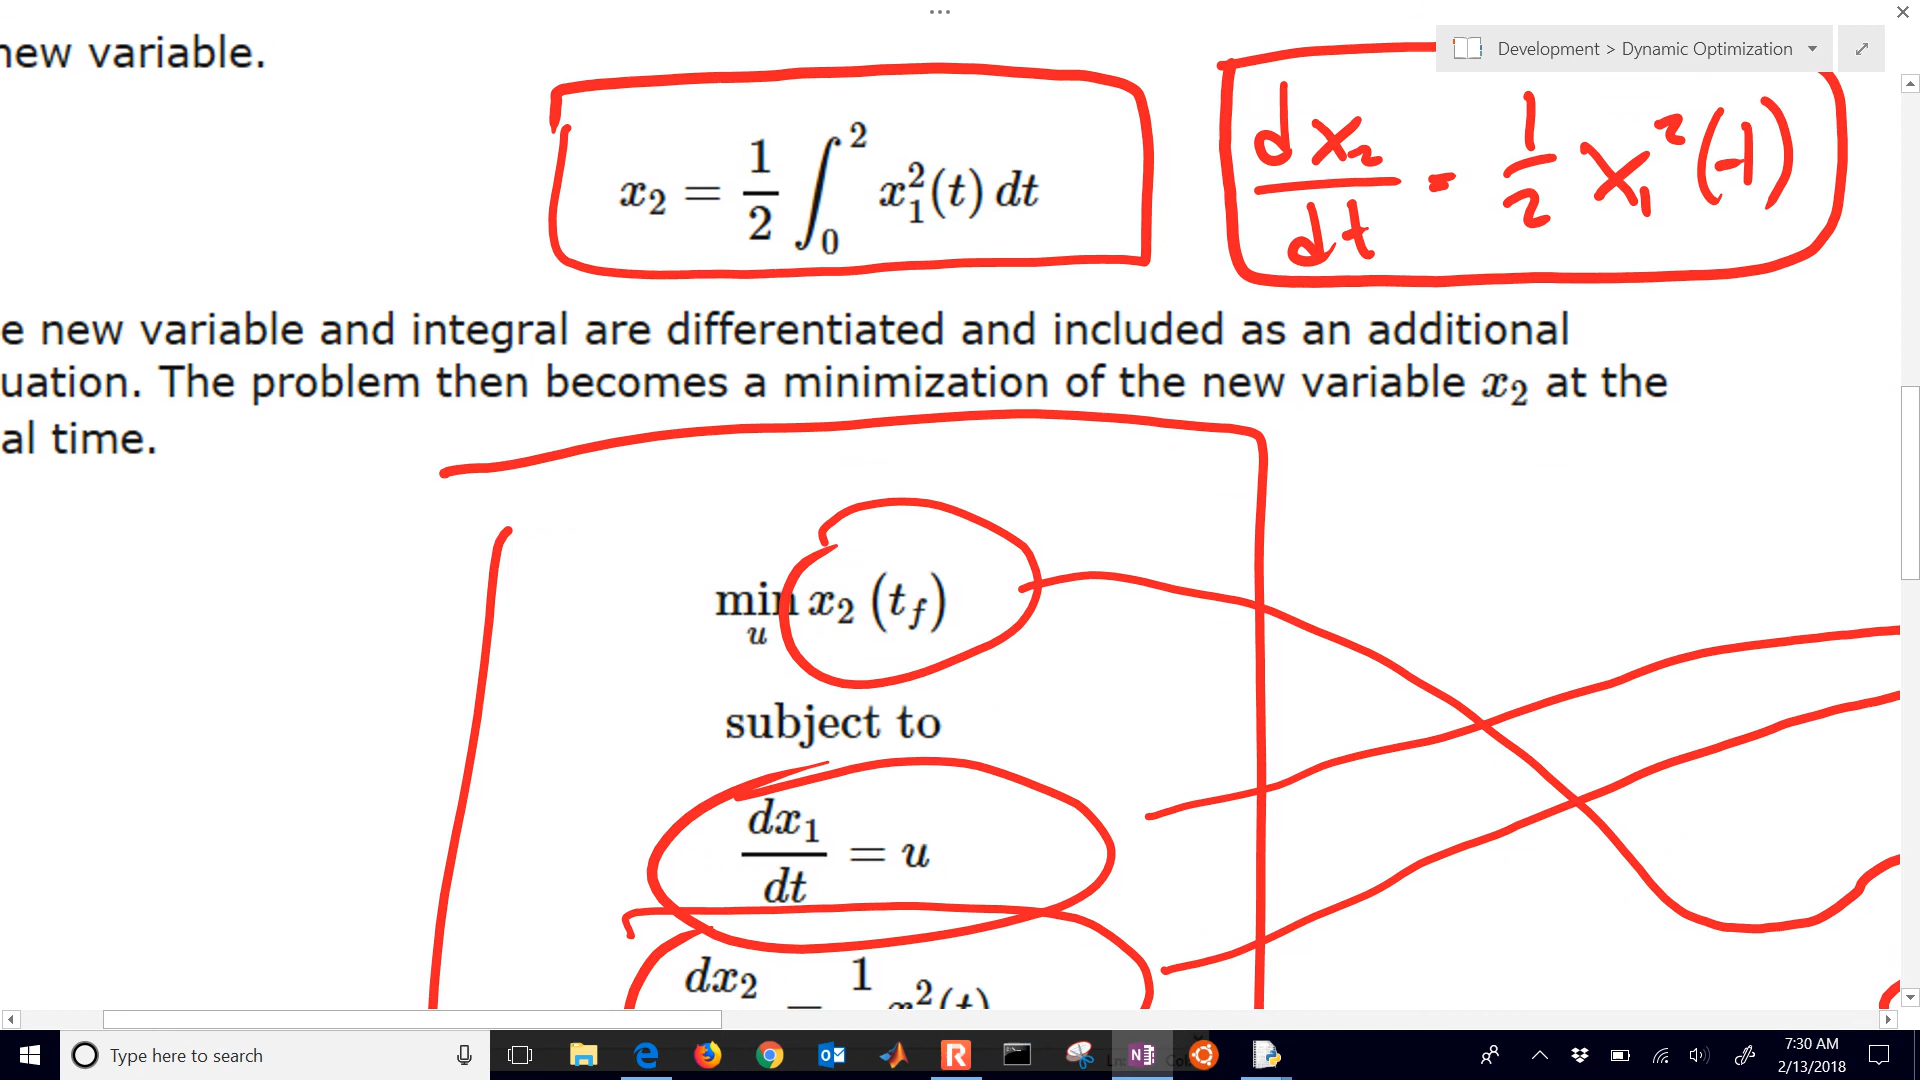 new variable.
Development > Dynamic Optimization
x₂ = 1/2 ∫₀² x₁²(t) dt
dx₂/dt = 1/2 x₁²(-1)
e new variable and integral are differentiated and included as an additional
uation. The problem then becomes a minimization of the new variable x₂ at the
al time.
min x₂ (t_f)
u
subject to
dx₁/dt = u
dx₂ = 1 x²(t)
Type here to search
7:30 AM
2/13/2018